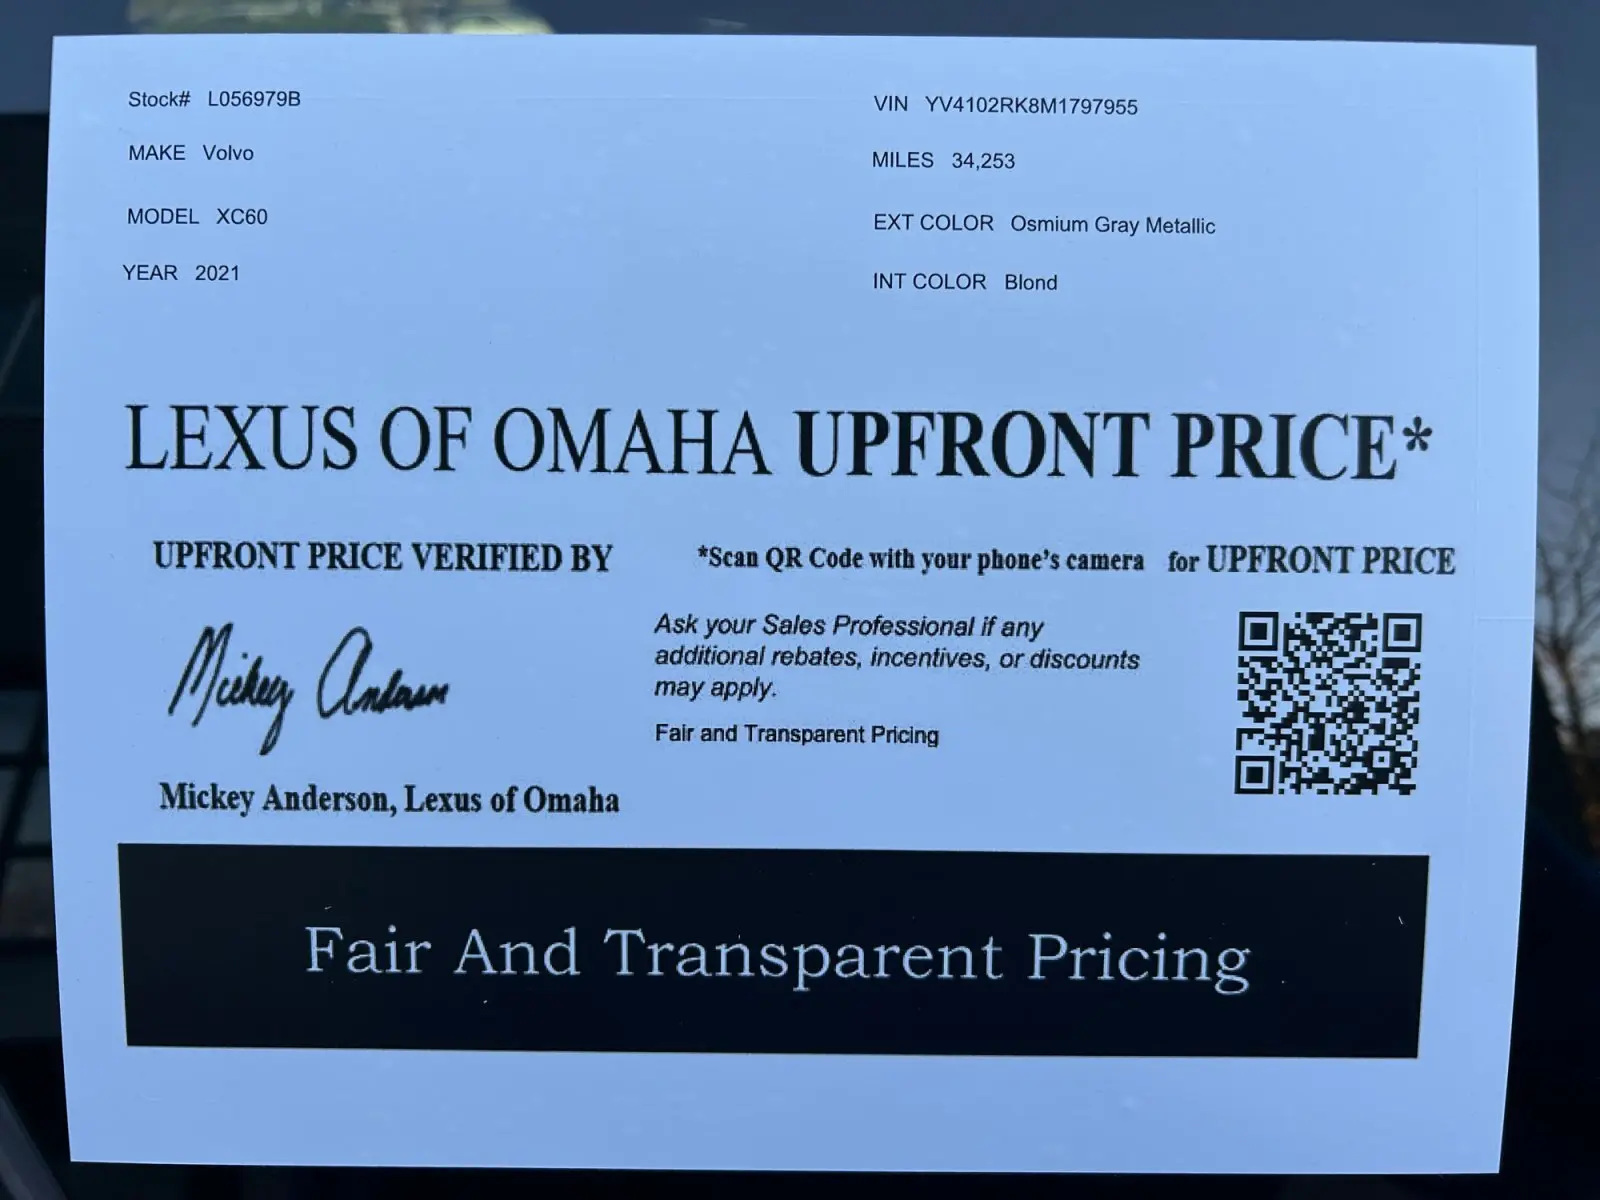 Stock# L056979B
VIN YV4102RK8M1797955
MAKE Volvo
MILES 34,253
MODEL XC60
EXT COLOR Osmium Gray Metallic
YEAR 2021
INT COLOR Blond
LEXUS OF OMAHA UPFRONT PRICE*
UPFRONT PRICE VERIFIED BY
*Scan QR Code with your phone's camera for UPFRONT PRICE
Mickey Anderson
Ask your Sales Professional if any
additional rebates, incentives, or discounts
may apply.
Fair and Transparent Pricing
Mickey Anderson, Lexus of Omaha
Fair And Transparent Pricing